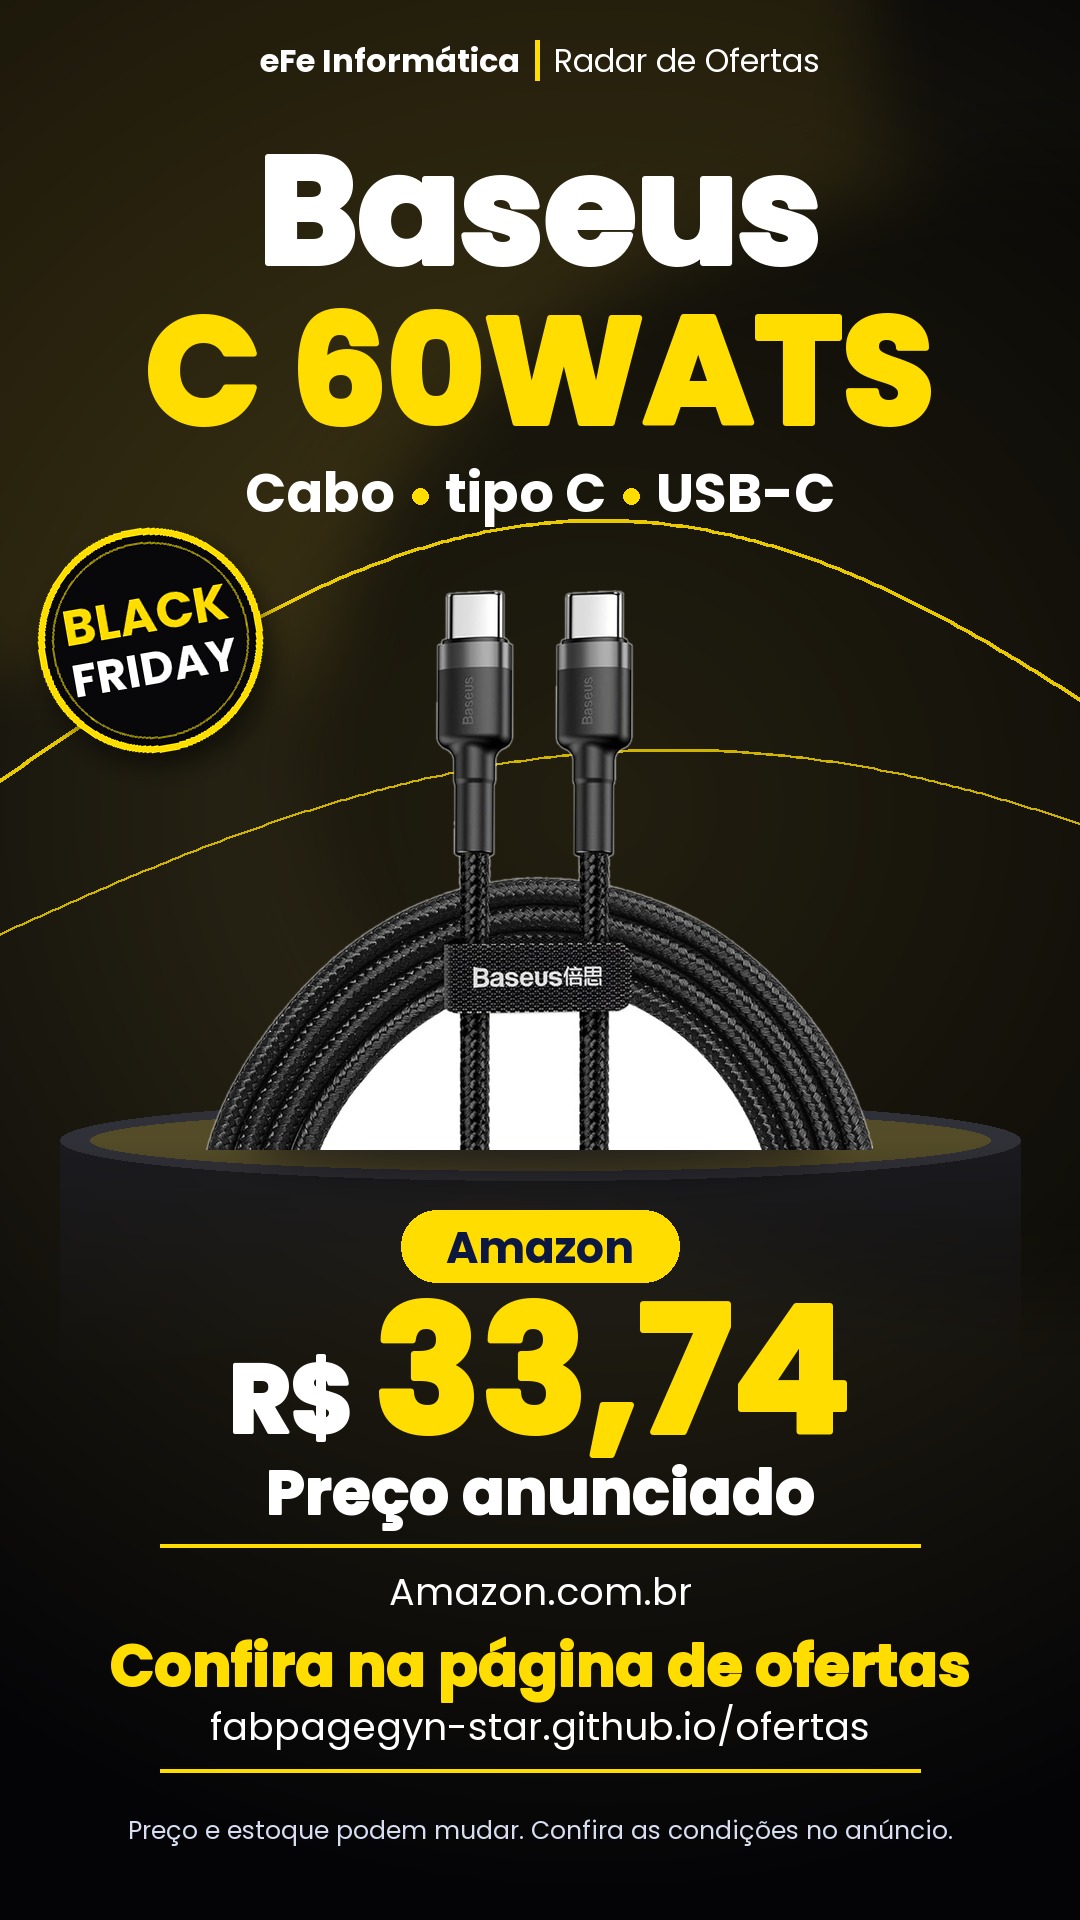 eFe Informática | Radar de Ofertas
Baseus
C 60WATS
Cabo • tipo C • USB-C
BLACK
FRIDAY
Baseus
Baseus
Baseus倍思
Amazon
R$ 33,74
Preço anunciado
Amazon.com.br
Confira na página de ofertas
fabpagegyn-star.github.io/ofertas
Preço e estoque podem mudar. Confira as condições no anúncio.